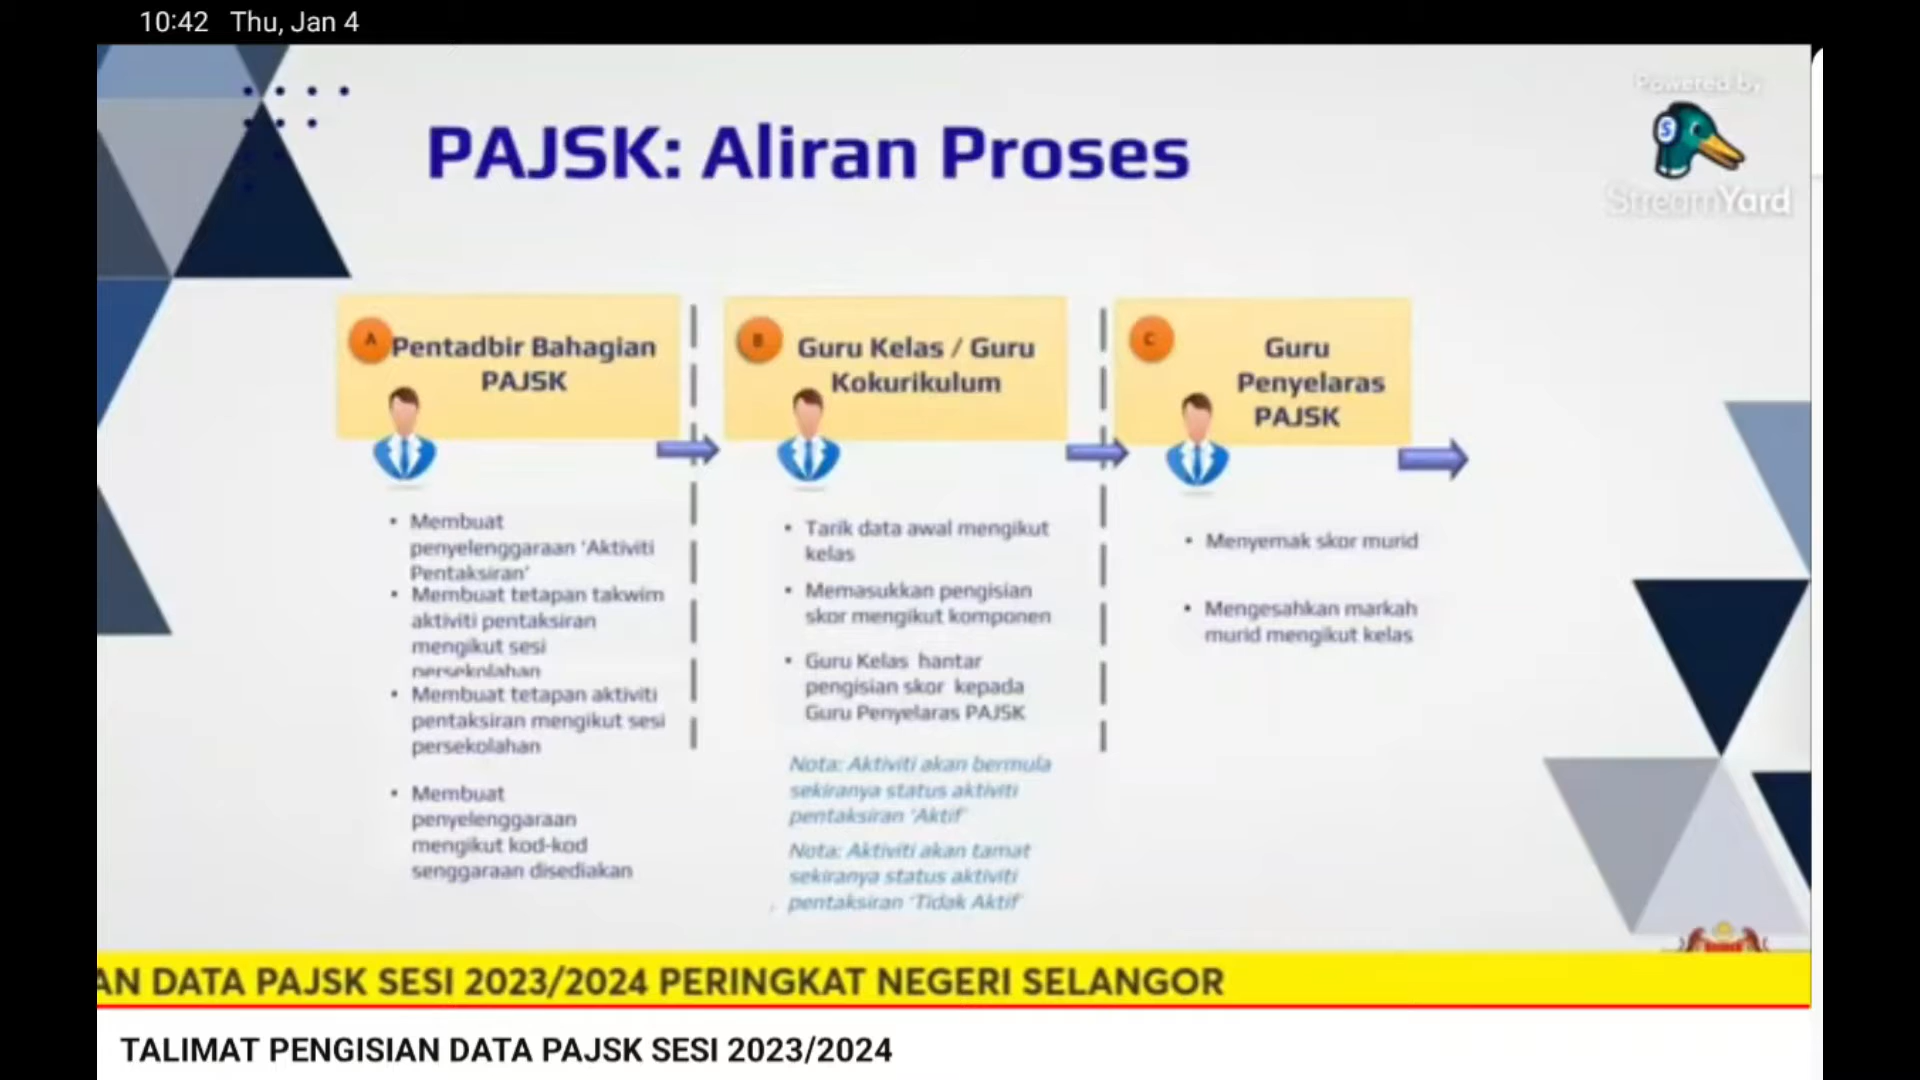 10:42 Thu, Jan 4
Powered by
StreamYard
PAJSK: Aliran Proses
A
Pentadbir Bahagian
PAJSK
• Membuat
penyelenggaraan 'Aktiviti
Pentaksiran'
• Membuat tetapan takwim
aktiviti pentaksiran
mengikut sesi
persekolahan
• Membuat tetapan aktiviti
pentaksiran mengikut sesi
persekolahan
• Membuat
penyelenggaraan
mengikut kod-kod
senggaraan disediakan
B
Guru Kelas / Guru
Kokurikulum
• Tarik data awal mengikut
kelas
• Memasukkan pengisian
skor mengikut komponen
• Guru Kelas hantar
pengisian skor kepada
Guru Penyelaras PAJSK
Nota: Aktiviti akan bermula
sekiranya status aktiviti
pentaksiran 'Aktif'
Nota: Aktiviti akan tamat
sekiranya status aktiviti
pentaksiran 'Tidak Aktif'
C
Guru
Penyelaras
PAJSK
• Menyemak skor murid
• Mengesahkan markah
murid mengikut kelas
AN DATA PAJSK SESI 2023/2024 PERINGKAT NEGERI SELANGOR
TALIMAT PENGISIAN DATA PAJSK SESI 2023/2024